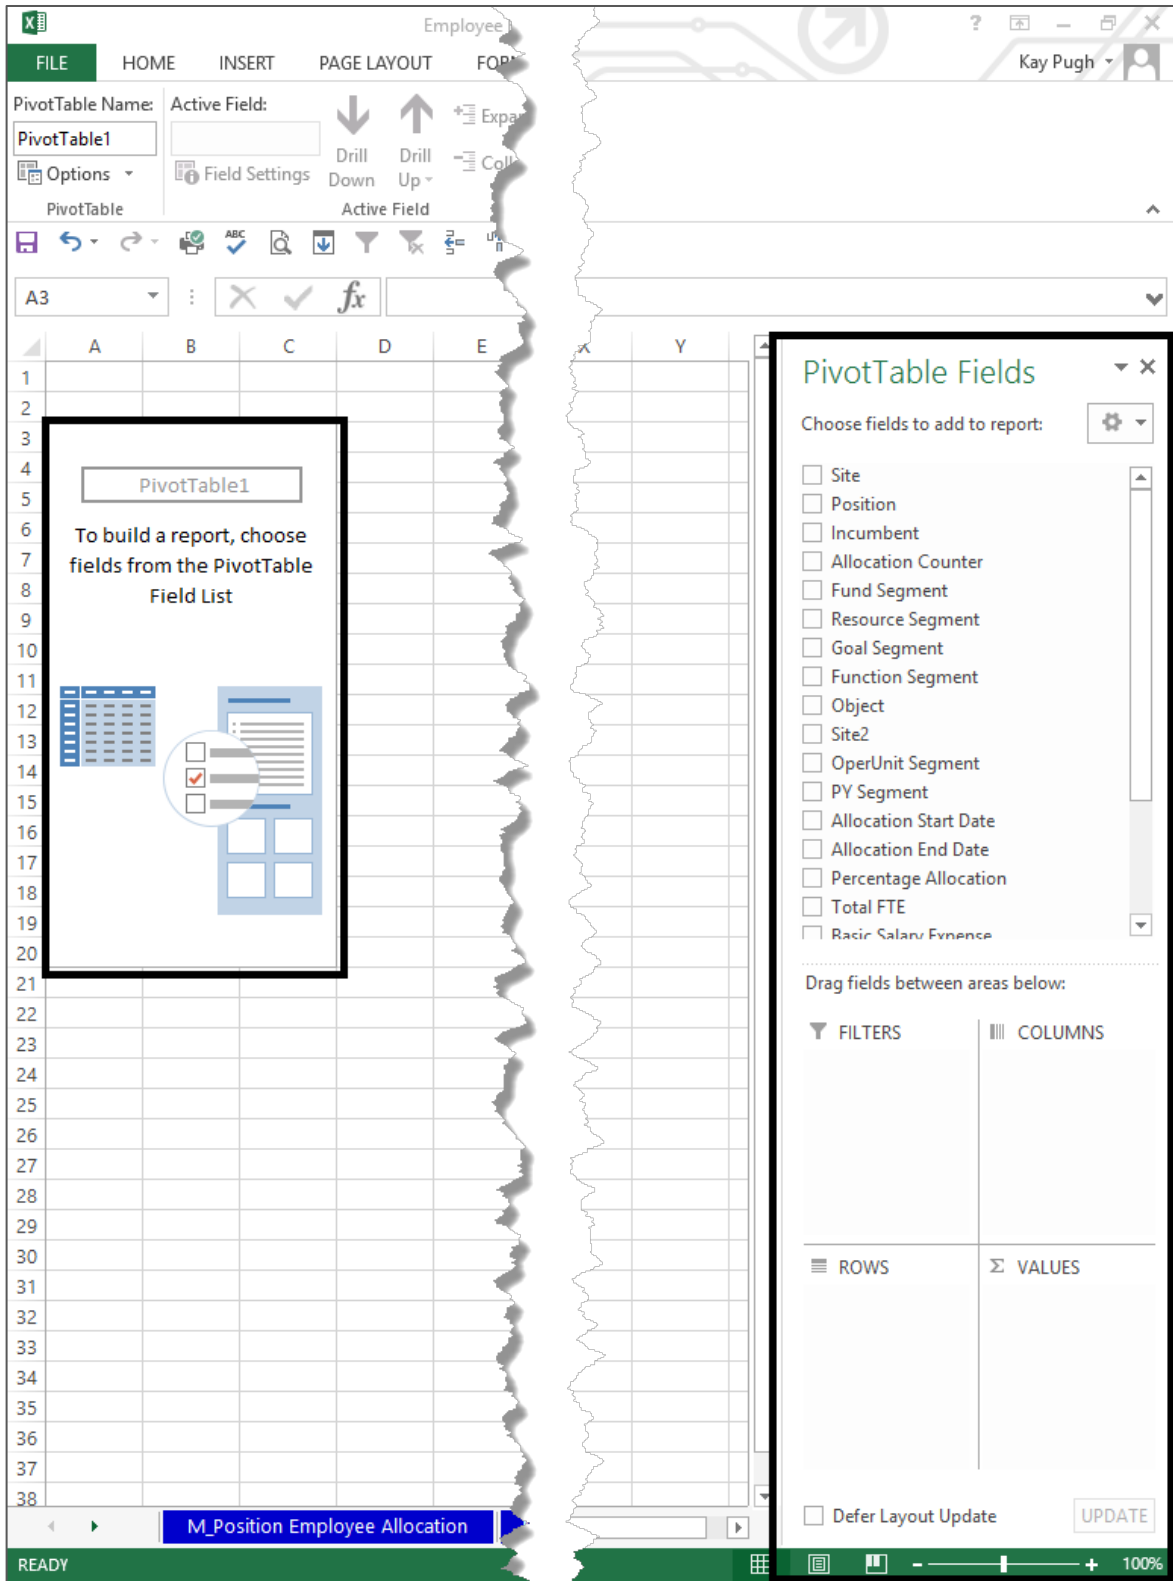 Employee
?
FILE HOME INSERT PAGE LAYOUT
Kay Pugh
PivotTable Name: Active Field:
PivotTable1
Options
Field Settings
Drill Down
Drill Up
PivotTable
Active Field
ABC
A3
fx
A B C D E Y
1
2
3
4
5
6
7
8
9
10
11
12
13
14
15
16
17
18
19
20
21
22
23
24
25
26
27
28
29
30
31
32
33
34
35
36
37
38
PivotTable1
To build a report, choose
fields from the PivotTable
Field List
PivotTable Fields
Choose fields to add to report:
Site
Position
Incumbent
Allocation Counter
Fund Segment
Resource Segment
Goal Segment
Function Segment
Object
Site2
OperUnit Segment
PY Segment
Allocation Start Date
Allocation End Date
Percentage Allocation
Total FTE
Basic Salary Expense
Drag fields between areas below:
FILTERS
COLUMNS
ROWS
Σ VALUES
Defer Layout Update
UPDATE
M_Position Employee Allocation
READY
100%